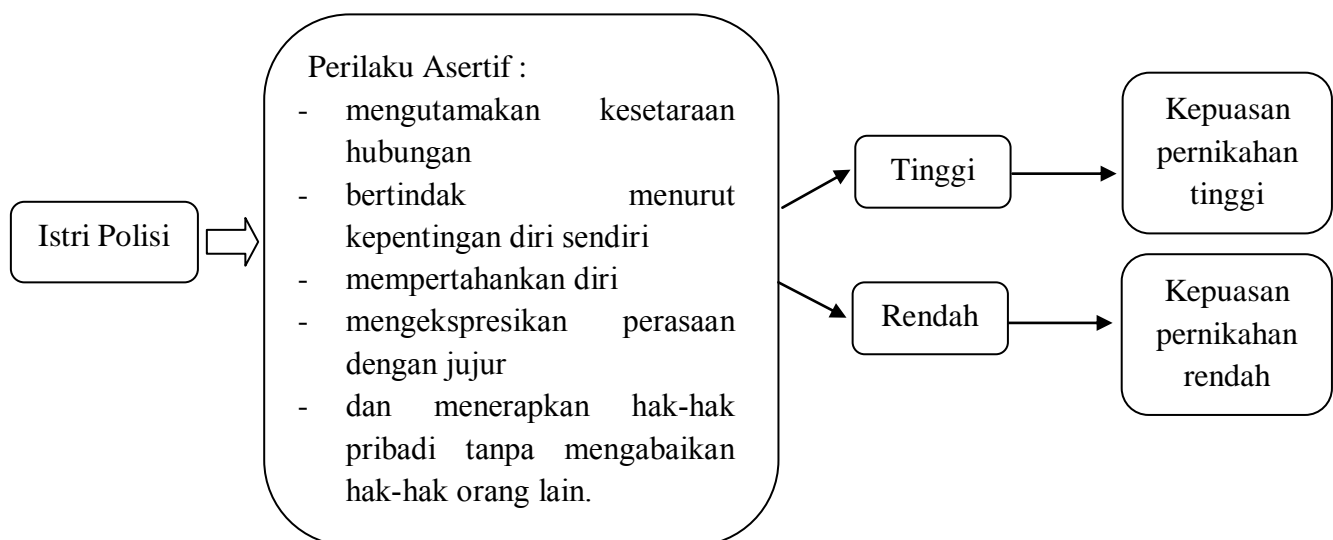 Istri Polisi
Perilaku Asertif :
- mengutamakan kesetaraan
hubungan
- bertindak menurut
kepentingan diri sendiri
- mempertahankan diri
- mengekspresikan perasaan
dengan jujur
- dan menerapkan hak-hak
pribadi tanpa mengabaikan
hak-hak orang lain.
Tinggi
Kepuasan
pernikahan
tinggi
Rendah
Kepuasan
pernikahan
rendah